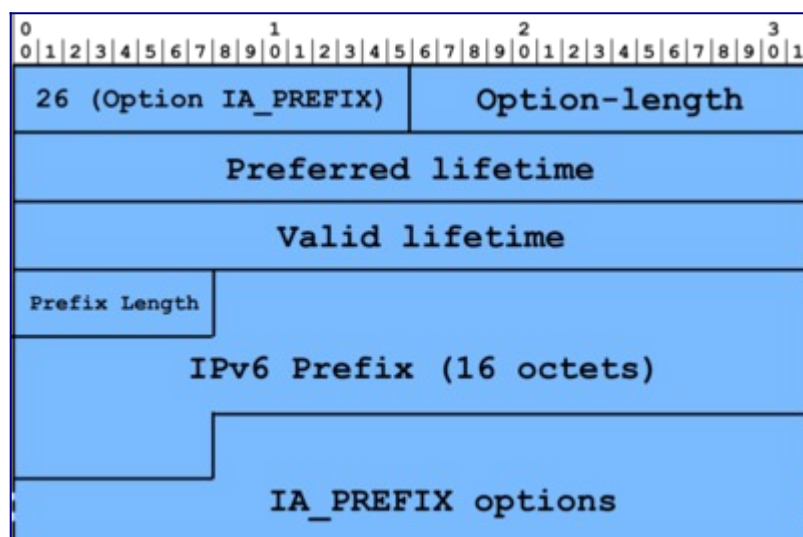 0 1 2 3
0 1 2 3 4 5 6 7 8 9 0 1 2 3 4 5 6 7 8 9 0 1 2 3 4 5 6 7 8 9 0 1
26 (Option IA_PREFIX) Option-length
Preferred lifetime
Valid lifetime
Prefix Length
IPv6 Prefix (16 octets)
IA_PREFIX options